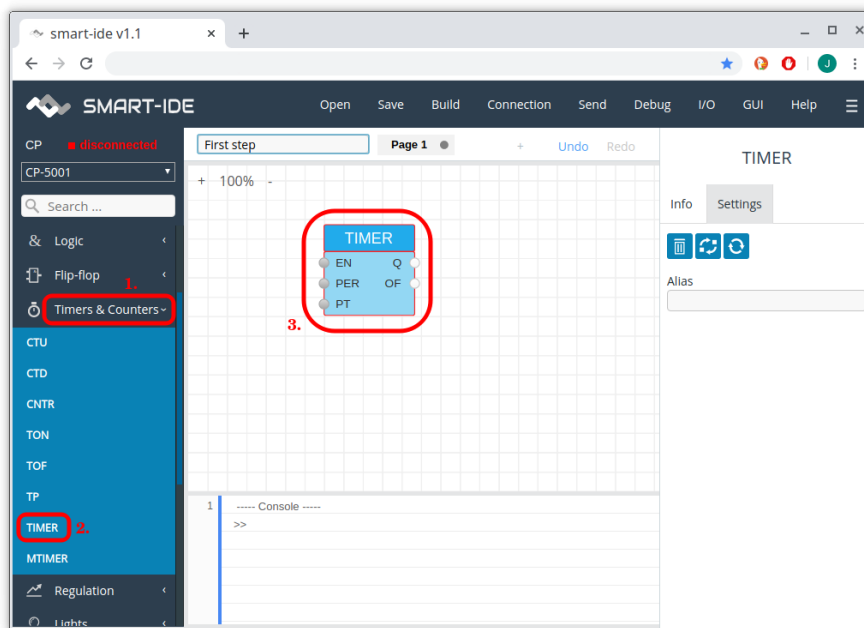 smart-ide v1.1 × +
J
SMART-IDE
Open Save Build Connection Send Debug I/O GUI Help
CP disconnected
CP-5001
Search ...
& Logic
Flip-flop
1.
Timers & Counters
CTU
CTD
CNTR
TON
TOF
TP
TIMER 2.
MTIMER
Regulation
Lights
First step Page 1 + Undo Redo
+ 100% -
TIMER
EN Q
PER OF
PT
3.
1 ----- Console -----
>>
TIMER
Info Settings
Alias